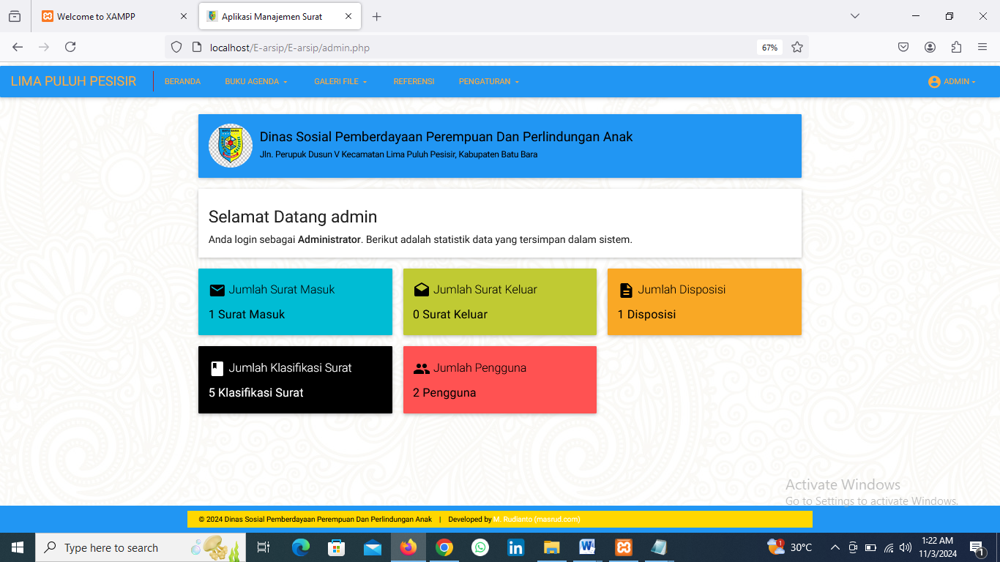 Welcome to XAMPP
Aplikasi Manajemen Surat
localhost/E-arsip/E-arsip/admin.php
67%
LIMA PULUH PESISIR
BERANDA
BUKU AGENDA
GALERI FILE
REFERENSI
PENGATURAN
ADMIN
BATU BARA
Dinas Sosial Pemberdayaan Perempuan Dan Perlindungan Anak
Jln. Perupuk Dusun V Kecamatan Lima Puluh Pesisir, Kabupaten Batu Bara
Selamat Datang admin
Anda login sebagai Administrator. Berikut adalah statistik data yang tersimpan dalam sistem.
Jumlah Surat Masuk
1 Surat Masuk
Jumlah Surat Keluar
0 Surat Keluar
Jumlah Disposisi
1 Disposisi
Jumlah Klasifikasi Surat
5 Klasifikasi Surat
Jumlah Pengguna
2 Pengguna
Activate Windows
Go to Settings to activate Windows.
© 2024 Dinas Sosial Pemberdayaan Perempuan Dan Perlindungan Anak | Developed by M. Rudianto (masrud.com)
Type here to search
1
30°C
1:22 AM
11/3/2024
1